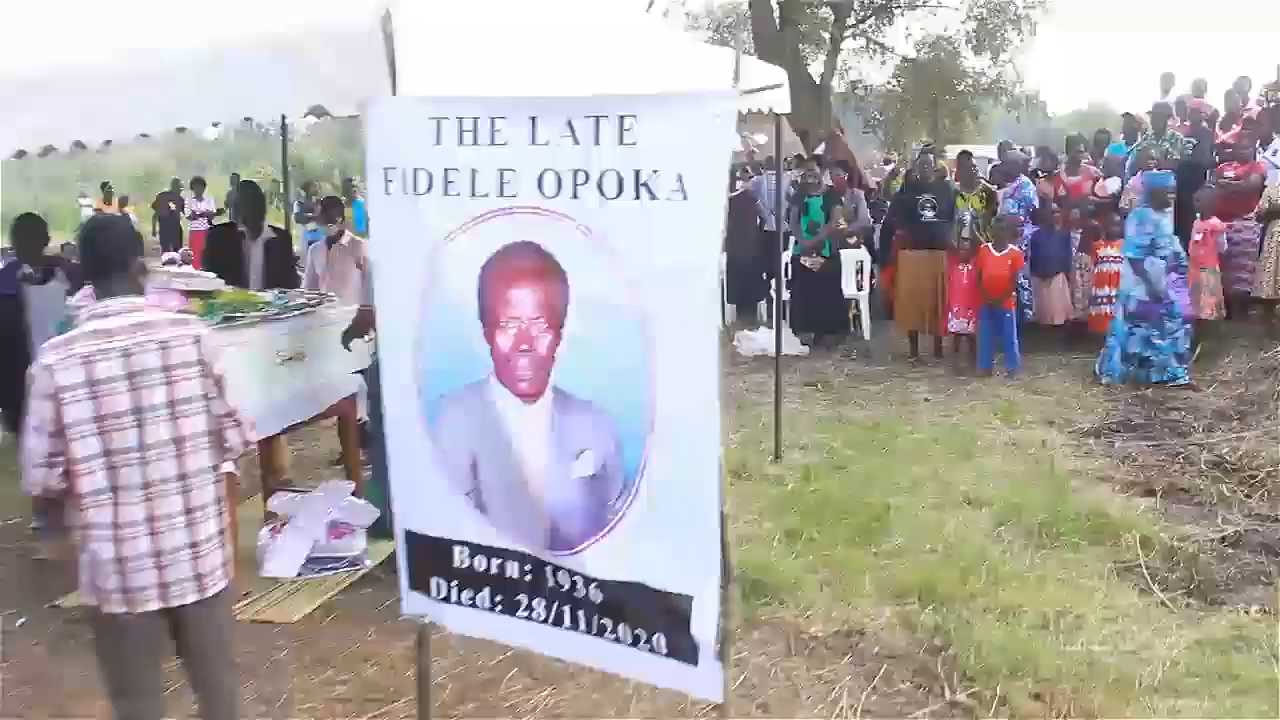 THE LATE
FIDELE OPOKA
Born: 1936
Died: 28/11/2020